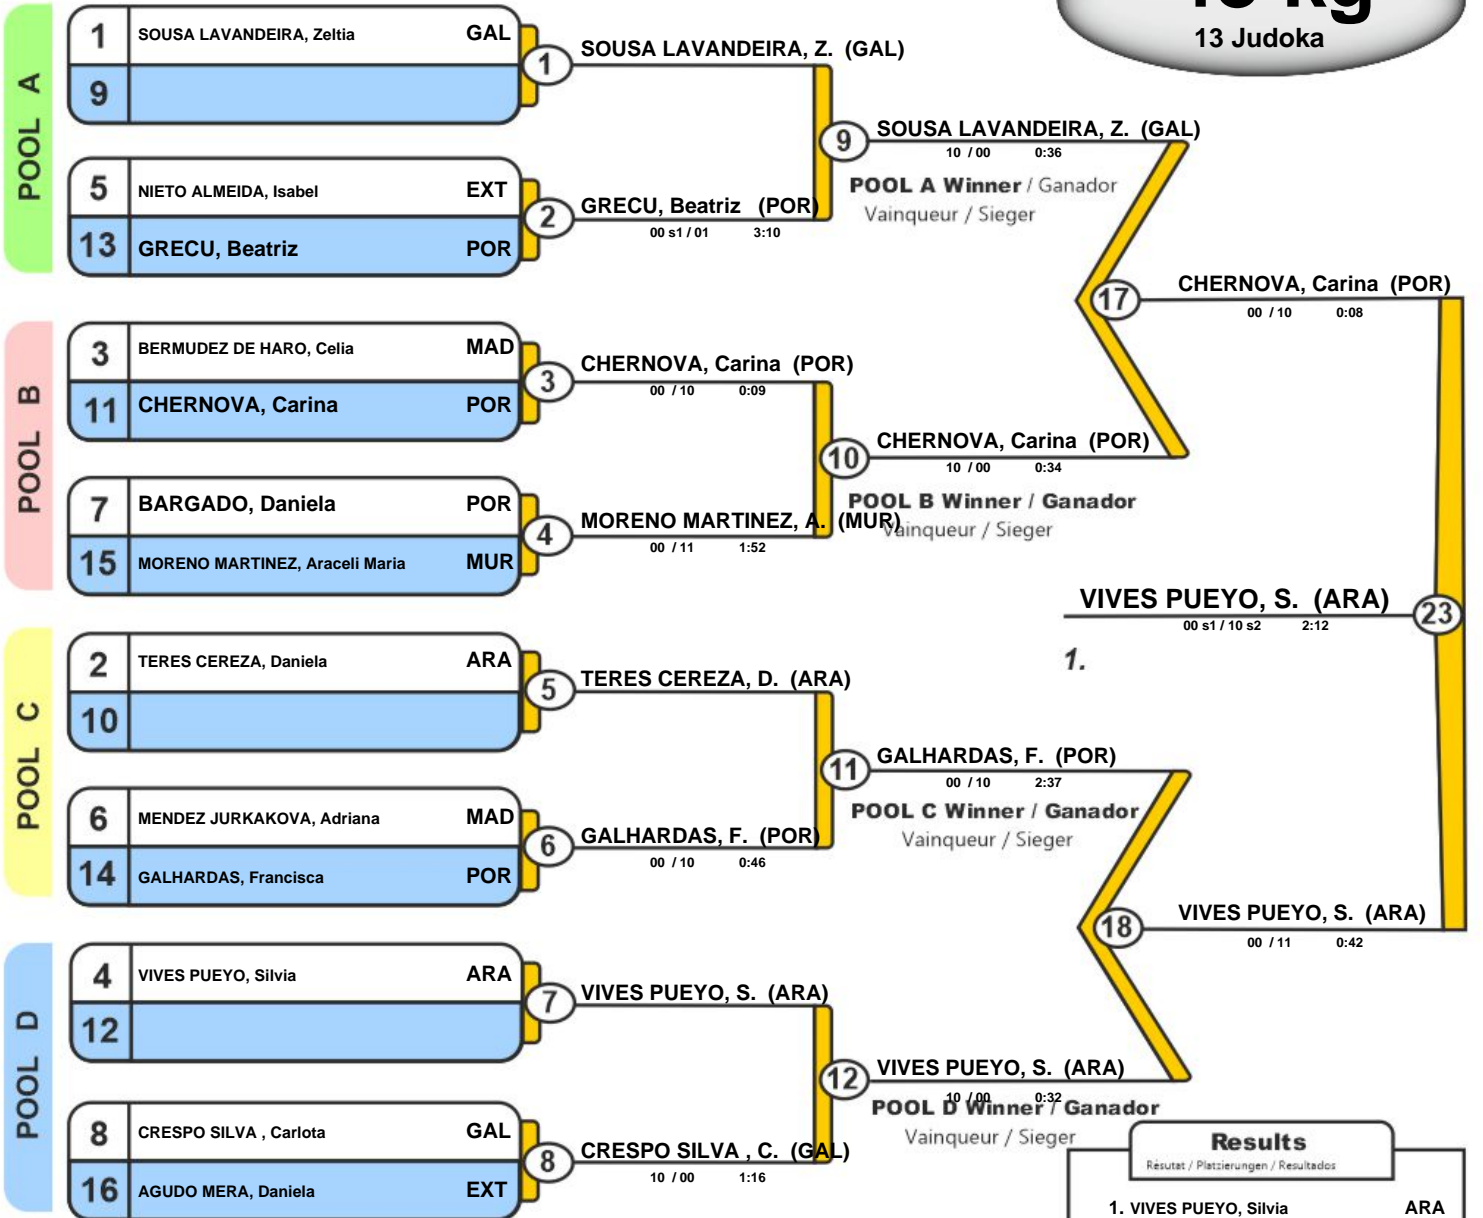 13 Judoka
POOL A
1 SOUSA LAVANDEIRA, Zeltia GAL
9
5 NIETO ALMEIDA, Isabel EXT
13 GRECU, Beatriz POR
1 SOUSA LAVANDEIRA, Z. (GAL)
2 GRECU, Beatriz (POR)
00 s1 / 01 3:10
9 SOUSA LAVANDEIRA, Z. (GAL)
10 / 00 0:36
POOL A Winner / Ganador
Vainqueur / Sieger
POOL B
3 BERMUDEZ DE HARO, Celia MAD
11 CHERNOVA, Carina POR
7 BARGADO, Daniela POR
15 MORENO MARTINEZ, Araceli Maria MUR
3 CHERNOVA, Carina (POR)
00 / 10 0:09
4 MORENO MARTINEZ, A. (MUR)
00 / 11 1:52
10 CHERNOVA, Carina (POR)
10 / 00 0:34
POOL B Winner / Ganador
Vainqueur / Sieger
17 CHERNOVA, Carina (POR)
00 / 10 0:08
VIVES PUEYO, S. (ARA) 23
00 s1 / 10 s2 2:12
1.
POOL C
2 TERES CEREZA, Daniela ARA
10
6 MENDEZ JURKAKOVA, Adriana MAD
14 GALHARDAS, Francisca POR
5 TERES CEREZA, D. (ARA)
6 GALHARDAS, F. (POR)
00 / 10 0:46
11 GALHARDAS, F. (POR)
00 / 10 2:37
POOL C Winner / Ganador
Vainqueur / Sieger
18 VIVES PUEYO, S. (ARA)
00 / 11 0:42
POOL D
4 VIVES PUEYO, Silvia ARA
12
8 CRESPO SILVA , Carlota GAL
16 AGUDO MERA, Daniela EXT
7 VIVES PUEYO, S. (ARA)
8 CRESPO SILVA , C. (GAL)
10 / 00 1:16
12 VIVES PUEYO, S. (ARA)
10 / 00 0:32
POOL D Winner / Ganador
Vainqueur / Sieger
Results
Résutat / Platzierungen / Resultados
1. VIVES PUEYO, Silvia ARA